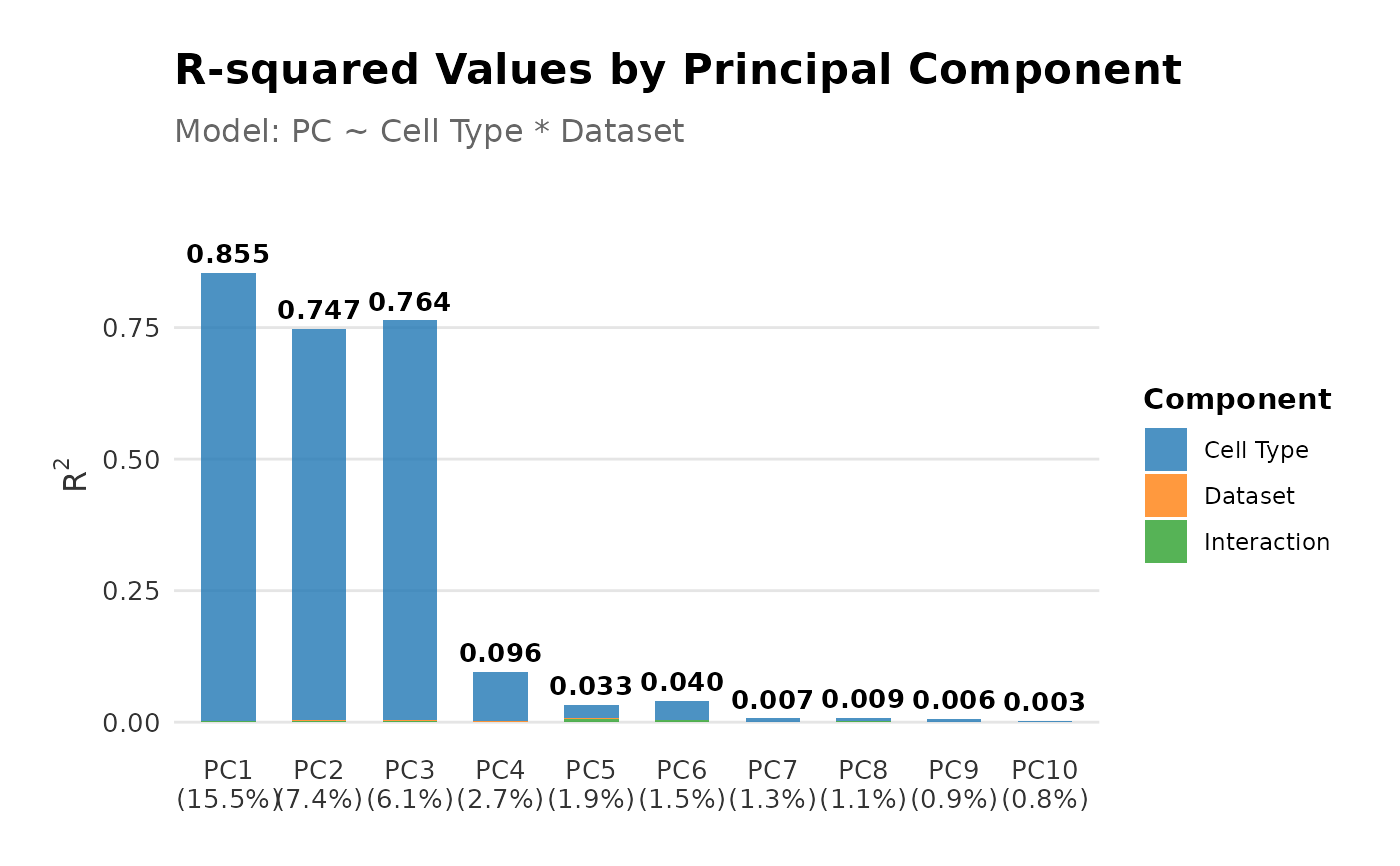 R-squared Values by Principal Component
Model: PC ~ Cell Type * Dataset
0.855
0.747
0.764
0.096
0.033
0.040
0.007
0.009
0.006
0.003
0.75
0.50
0.25
0.00
R²
PC1 PC2 PC3 PC4 PC5 PC6 PC7 PC8 PC9 PC10
(15.5%) (7.4%) (6.1%) (2.7%) (1.9%) (1.5%) (1.3%) (1.1%) (0.9%) (0.8%)
Component
Cell Type
Dataset
Interaction